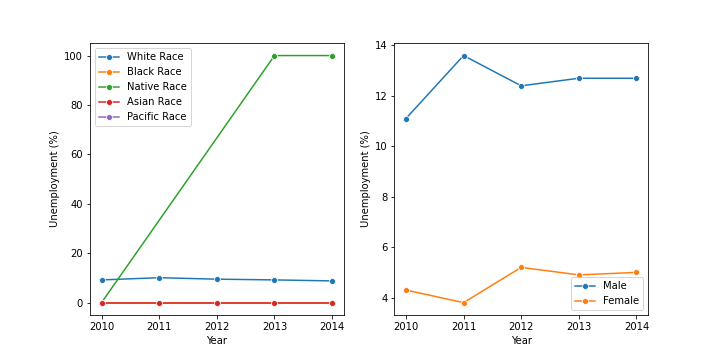 Unemployment (%)
100
80
60
40
20
0
White Race
Black Race
Native Race
Asian Race
Pacific Race
2010 2011 2012 2013 2014
Year
Unemployment (%)
14
12
10
8
6
4
Male
Female
2010 2011 2012 2013 2014
Year